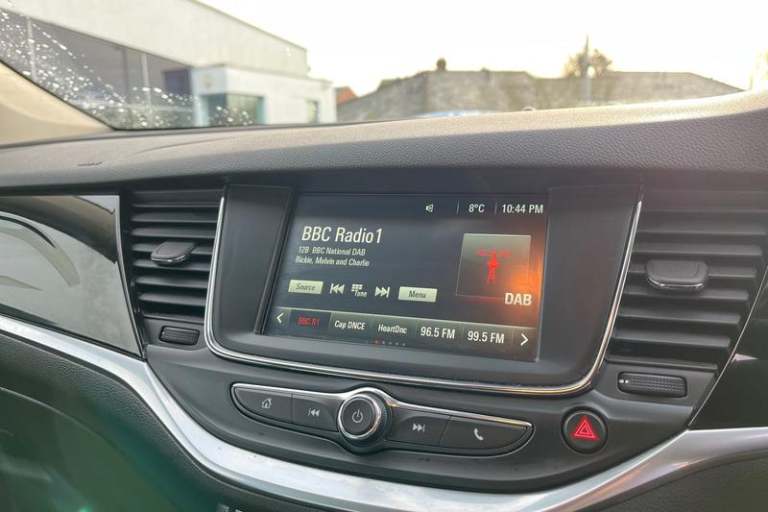 8°C 10:44 PM
BBC Radio1
12B BBC National DAB
Rickie, Melvin and Charlie
Source Tune Menu
DAB
BBC R1 Cap DNCE HeartDnc 96.5 FM 99.5 FM